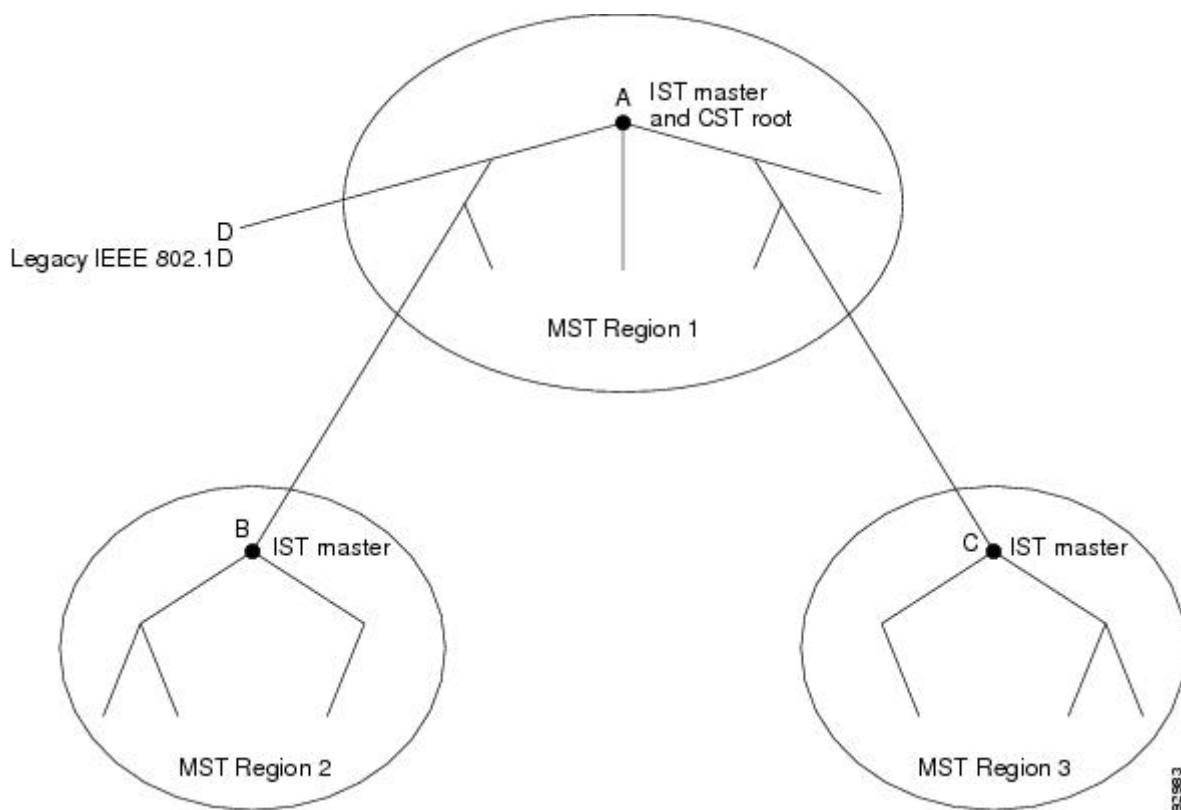 A
IST master
and CST root
D
Legacy IEEE 802.1D
MST Region 1
B
IST master
C
IST master
MST Region 2
MST Region 3
92983